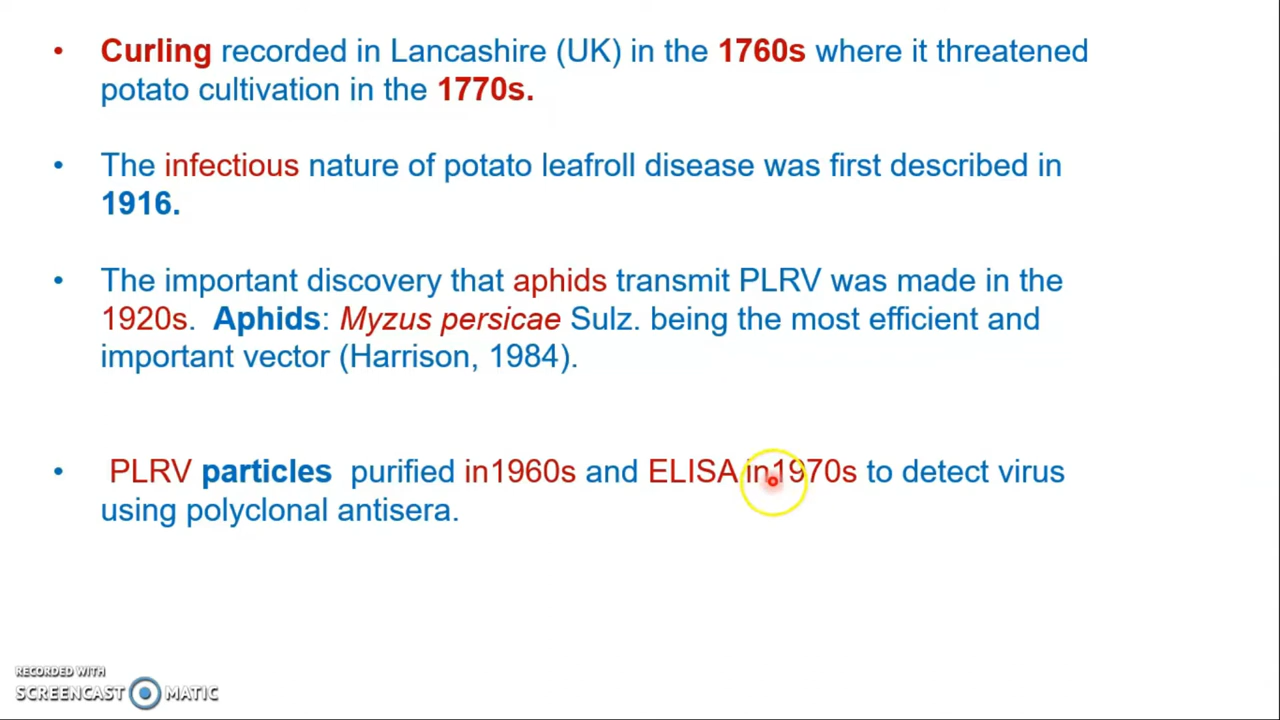 • Curling recorded in Lancashire (UK) in the 1760s where it threatened
potato cultivation in the 1770s.
• The infectious nature of potato leafroll disease was first described in
1916.
• The important discovery that aphids transmit PLRV was made in the
1920s. Aphids: Myzus persicae Sulz. being the most efficient and
important vector (Harrison, 1984).
• PLRV particles purified in1960s and ELISA in1970s to detect virus
using polyclonal antisera.
RECORDED WITH
SCREENCAST MATIC